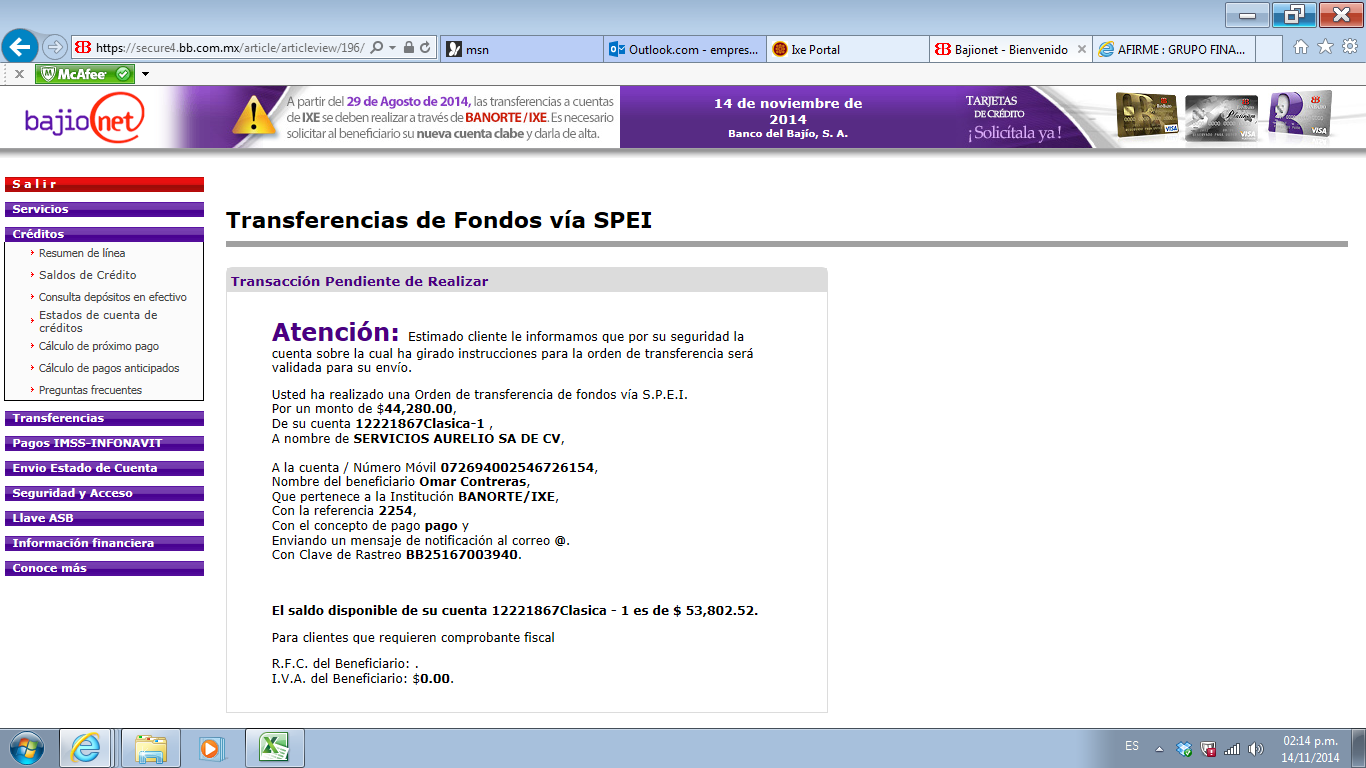 https://secure4.bb.com.mx/article/articleview/196/
msn
Outlook.com - empres...
Ixe Portal
Bajionet - Bienvenido
AFIRME : GRUPO FINA...
McAfee
bajionet
A partir del 29 de Agosto de 2014, las transferencias a cuentas
de IXE se deben realizar a través de BANORTE / IXE. Es necesario
solicitar al beneficiario su nueva cuenta clabe y darla de alta.
14 de noviembre de
2014
Banco del Bajío, S. A.
TARJETAS
DE CRÉDITO
¡Solicítala ya!
VISA
Platinum
VISA
VISA
S a l i r
Servicios
Créditos
Resumen de línea
Saldos de Crédito
Consulta depósitos en efectivo
Estados de cuenta de
créditos
Cálculo de próximo pago
Cálculo de pagos anticipados
Preguntas frecuentes
Transferencias
Pagos IMSS-INFONAVIT
Envio Estado de Cuenta
Seguridad y Acceso
Llave ASB
Información financiera
Conoce más
Transferencias de Fondos vía SPEI
Transacción Pendiente de Realizar
Atención: Estimado cliente le informamos que por su seguridad la
cuenta sobre la cual ha girado instrucciones para la orden de transferencia será
validada para su envío.
Usted ha realizado una Orden de transferencia de fondos vía S.P.E.I.
Por un monto de $44,280.00,
De su cuenta 12221867Clasica-1 ,
A nombre de SERVICIOS AURELIO SA DE CV,
A la cuenta / Número Móvil 072694002546726154,
Nombre del beneficiario Omar Contreras,
Que pertenece a la Institución BANORTE/IXE,
Con la referencia 2254,
Con el concepto de pago pago y
Enviando un mensaje de notificación al correo @.
Con Clave de Rastreo BB25167003940.
El saldo disponible de su cuenta 12221867Clasica - 1 es de $ 53,802.52.
Para clientes que requieren comprobante fiscal
R.F.C. del Beneficiario: .
I.V.A. del Beneficiario: $0.00.
ES
02:14 p.m.
14/11/2014